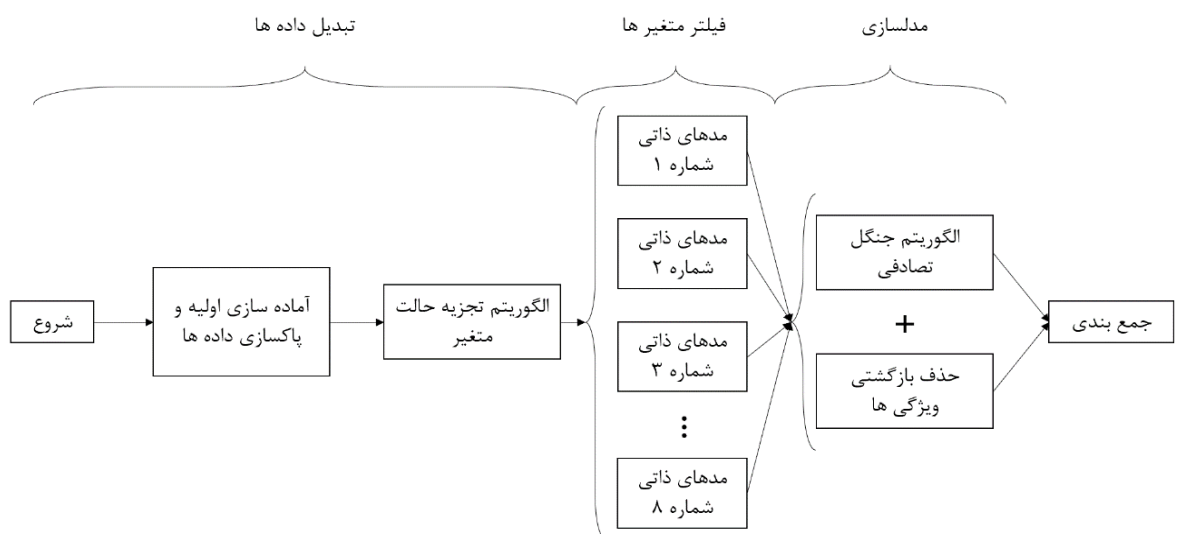 تبدیل داده ها
فیلتر متغیر ها
مدلسازی
شروع
آماده سازی اولیه و
پاکسازی داده ها
الگوریتم تجزیه حالت
متغیر
مدهای ذاتی
شماره ۱
مدهای ذاتی
شماره ۲
مدهای ذاتی
شماره ۳
⋮
مدهای ذاتی
شماره ۸
الگوریتم جنگل
تصادفی
+
حذف بازگشتی
ویژگی ها
جمع بندی